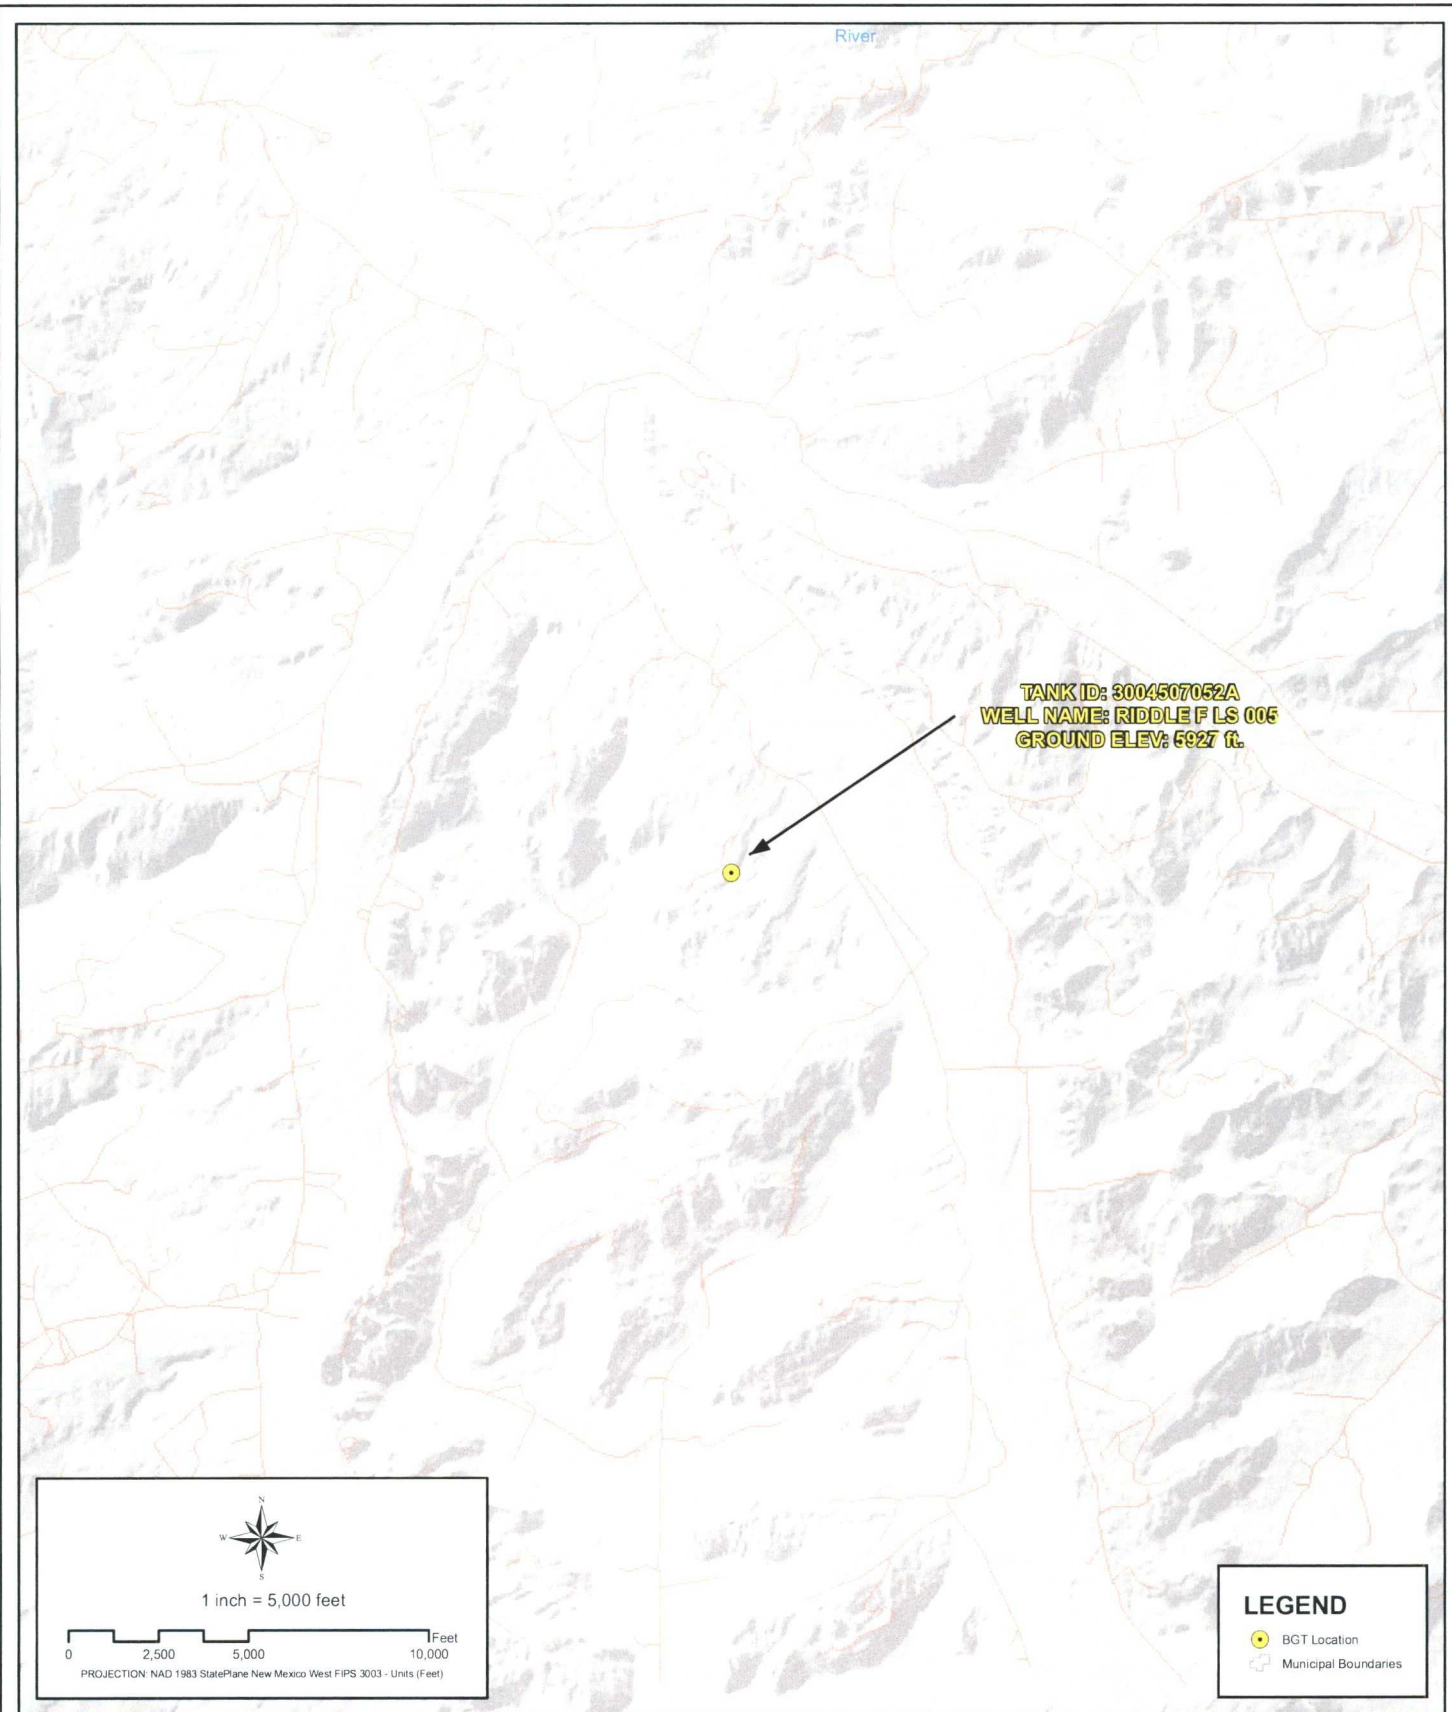 River
TANK ID: 3004507052A
WELL NAME: RIDDLE F LS 005
GROUND ELEV: 5927 ft.
N
W E
S
1 inch = 5,000 feet
Feet
0 2,500 5,000 10,000
PROJECTION: NAD 1983 StatePlane New Mexico West FIPS 3003 - Units (Feet)
LEGEND
BGT Location
Municipal Boundaries